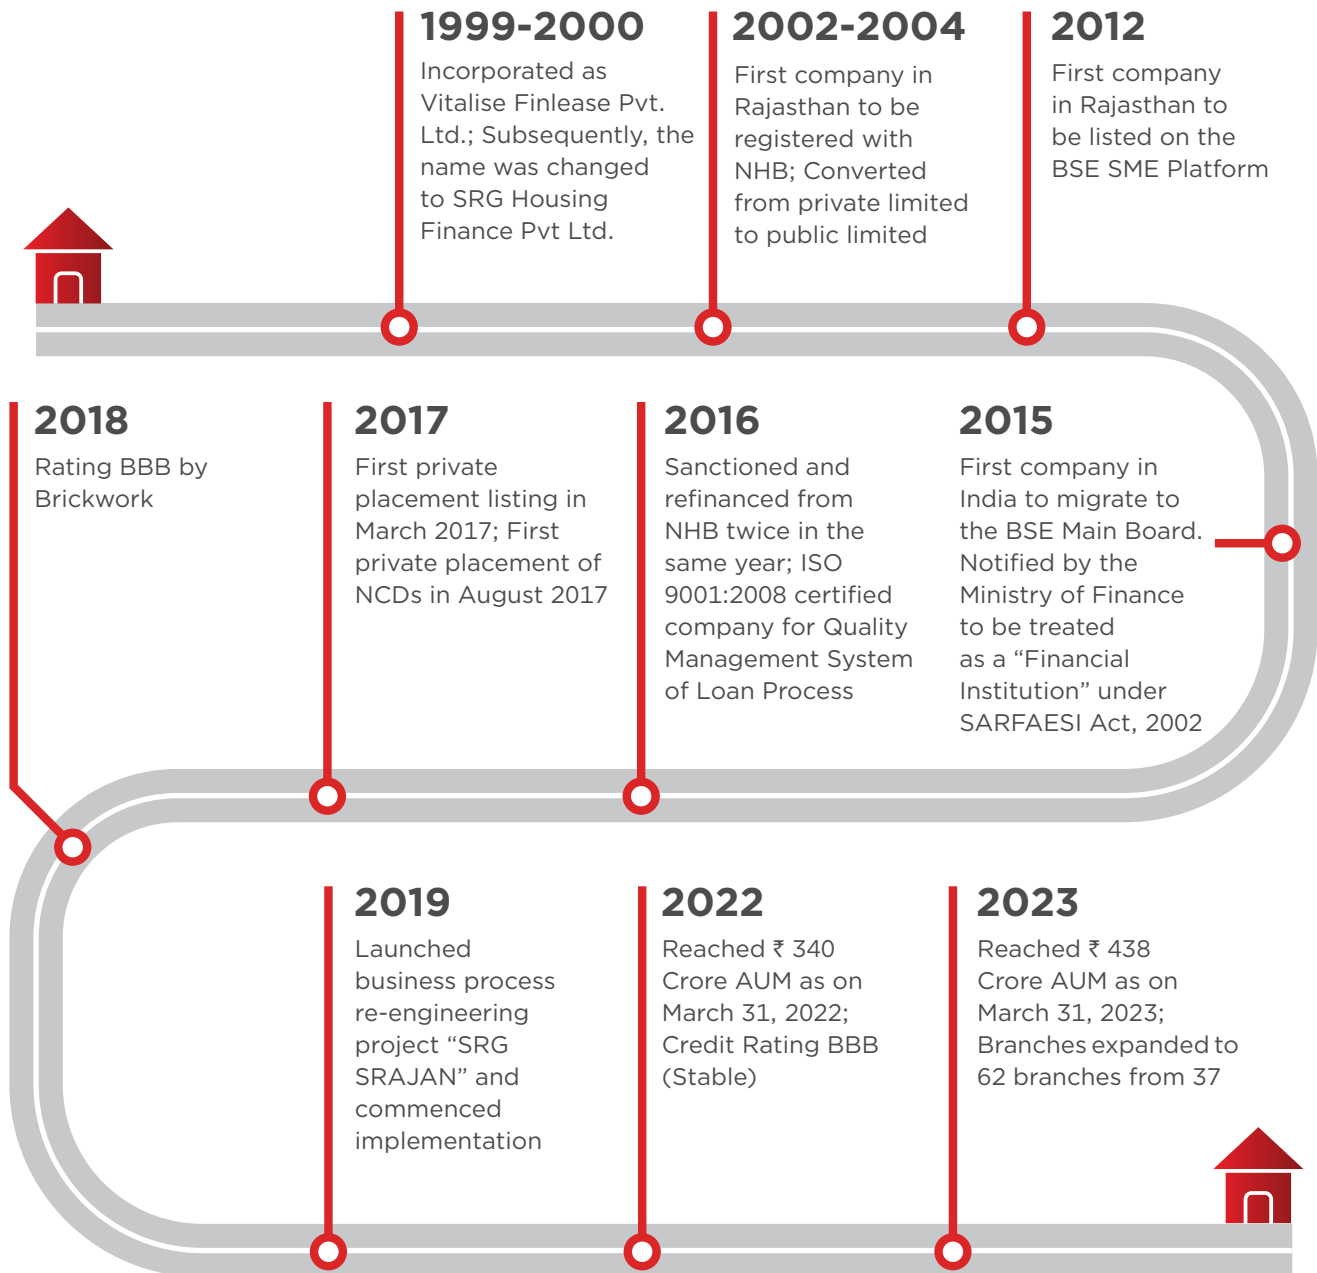 1999-2000
Incorporated as
Vitalise Finlease Pvt.
Ltd.; Subsequently, the
name was changed
to SRG Housing
Finance Pvt Ltd.
2002-2004
First company in
Rajasthan to be
registered with
NHB; Converted
from private limited
to public limited
2012
First company
in Rajasthan to
be listed on the
BSE SME Platform
2015
First company in
India to migrate to
the BSE Main Board.
Notified by the
Ministry of Finance
to be treated
as a “Financial
Institution” under
SARFAESI Act, 2002
2016
Sanctioned and
refinanced from
NHB twice in the
same year; ISO
9001:2008 certified
company for Quality
Management System
of Loan Process
2017
First private
placement listing in
March 2017; First
private placement of
NCDs in August 2017
2018
Rating BBB by
Brickwork
2019
Launched
business process
re-engineering
project “SRG
SRAJAN” and
commenced
implementation
2022
Reached ₹ 340
Crore AUM as on
March 31, 2022;
Credit Rating BBB
(Stable)
2023
Reached ₹ 438
Crore AUM as on
March 31, 2023;
Branches expanded to
62 branches from 37